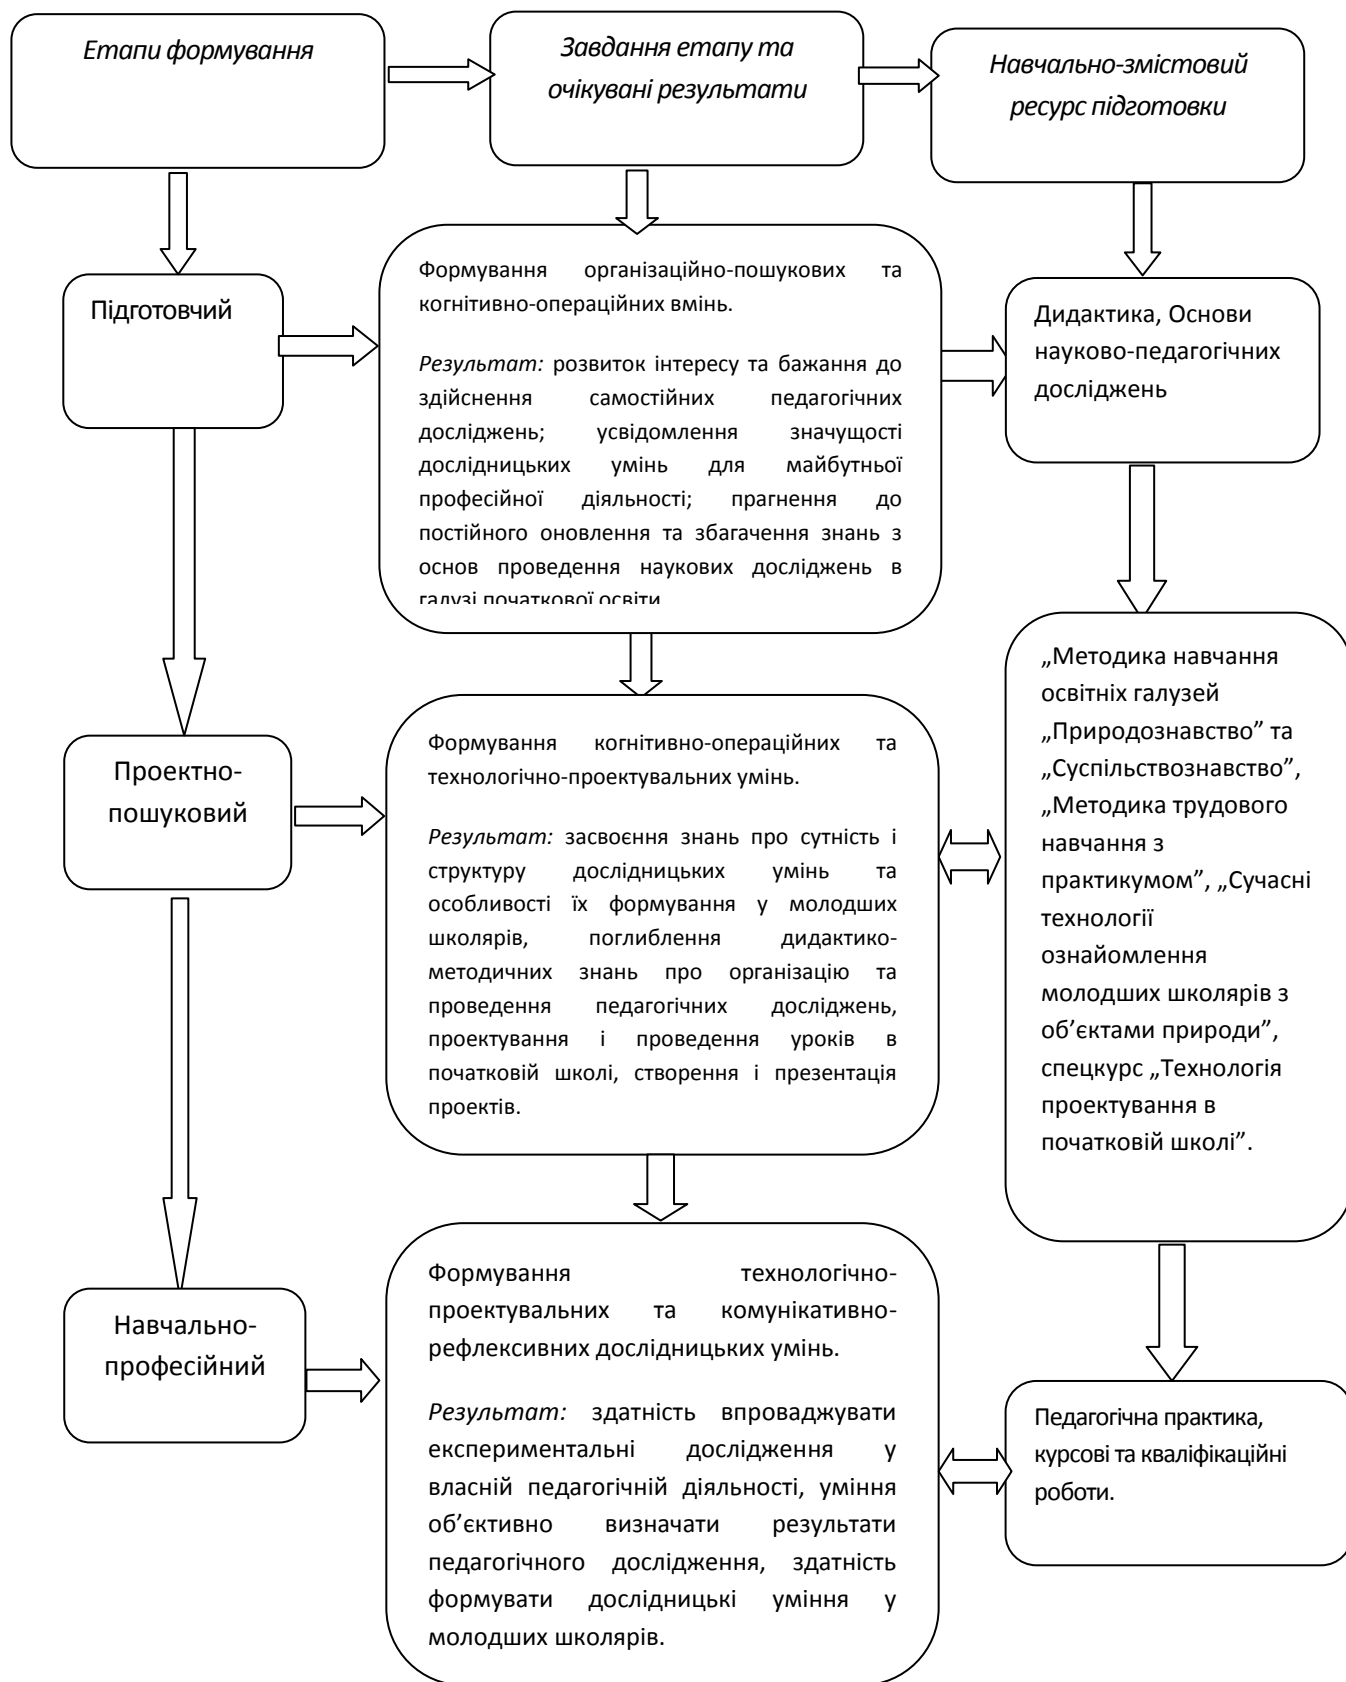 Етапи формування
Завдання етапу та
очікувані результати
Навчально-змістовий
ресурс підготовки
Підготовчий
Формування організаційно-пошукових та
когнітивно-операційних вмінь.
Результат: розвиток інтересу та бажання до
здійснення самостійних педагогічних
досліджень; усвідомлення значущості
дослідницьких умінь для майбутньої
професійної діяльності; прагнення до
постійного оновлення та збагачення знань з
основ проведення наукових досліджень в
галузі початкової освіти
Дидактика, Основи
науково-педагогічних
досліджень
Проектно-
пошуковий
Формування когнітивно-операційних та
технологічно-проектувальних умінь.
Результат: засвоєння знань про сутність і
структуру дослідницьких умінь та
особливості їх формування у молодших
школярів, поглиблення дидактико-
методичних знань про організацію та
проведення педагогічних досліджень,
проектування і проведення уроків в
початковій школі, створення і презентація
проектів.
„Методика навчання
освітніх галузей
„Природознавство” та
„Суспільствознавство”,
„Методика трудового
навчання з
практикумом”, „Сучасні
технології
ознайомлення
молодших школярів з
об’єктами природи”,
спецкурс „Технологія
проектування в
початковій школі”.
Навчально-
професійний
Формування технологічно-
проектувальних та комунікативно-
рефлексивних дослідницьких умінь.
Результат: здатність впроваджувати
експериментальні дослідження у
власній педагогічній діяльності, уміння
об’єктивно визначати результати
педагогічного дослідження, здатність
формувати дослідницькі уміння у
молодших школярів.
Педагогічна практика,
курсові та кваліфікаційні
роботи.